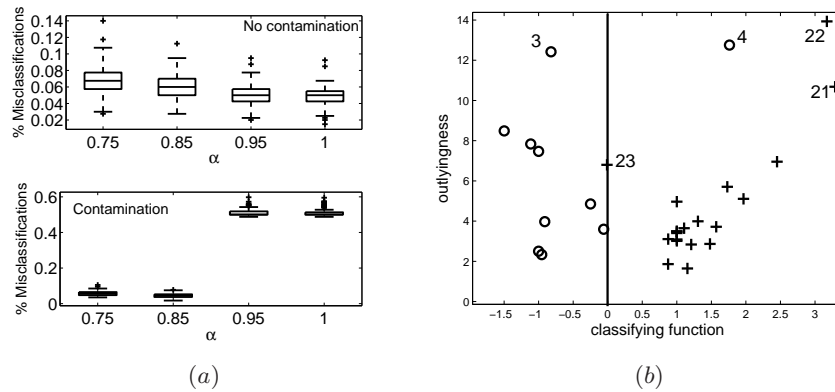 0.14
0.12
0.1
0.08
0.06
0.04
0.02
% Misclassifications
No contamination
0.75 0.85 0.95 1
α
0.6
0.4
0.2
0
% Misclassifications
Contamination
0.75 0.85 0.95 1
α
(a)
14
12
10
8
6
4
2
0
outlyingness
3
4
22
21
23
−1.5 −1 −0.5 0 0.5 1 1.5 2 2.5 3
classifying function
(b)